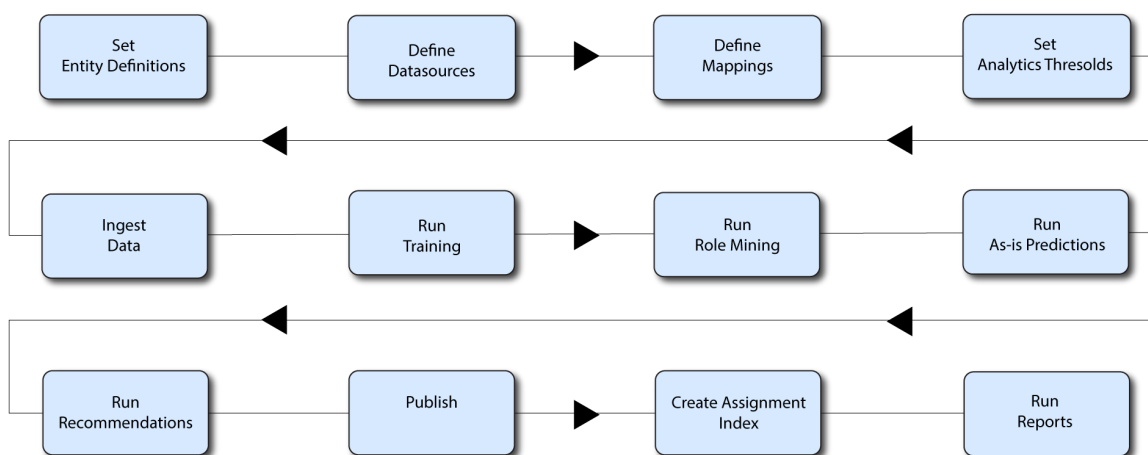 Set
Entity Definitions
Define
Datasources
Define
Mappings
Set
Analytics Thresolds
Ingest
Data
Run
Training
Run
Role Mining
Run
As-is Predictions
Run
Recommendations
Publish
Create Assignment
Index
Run
Reports